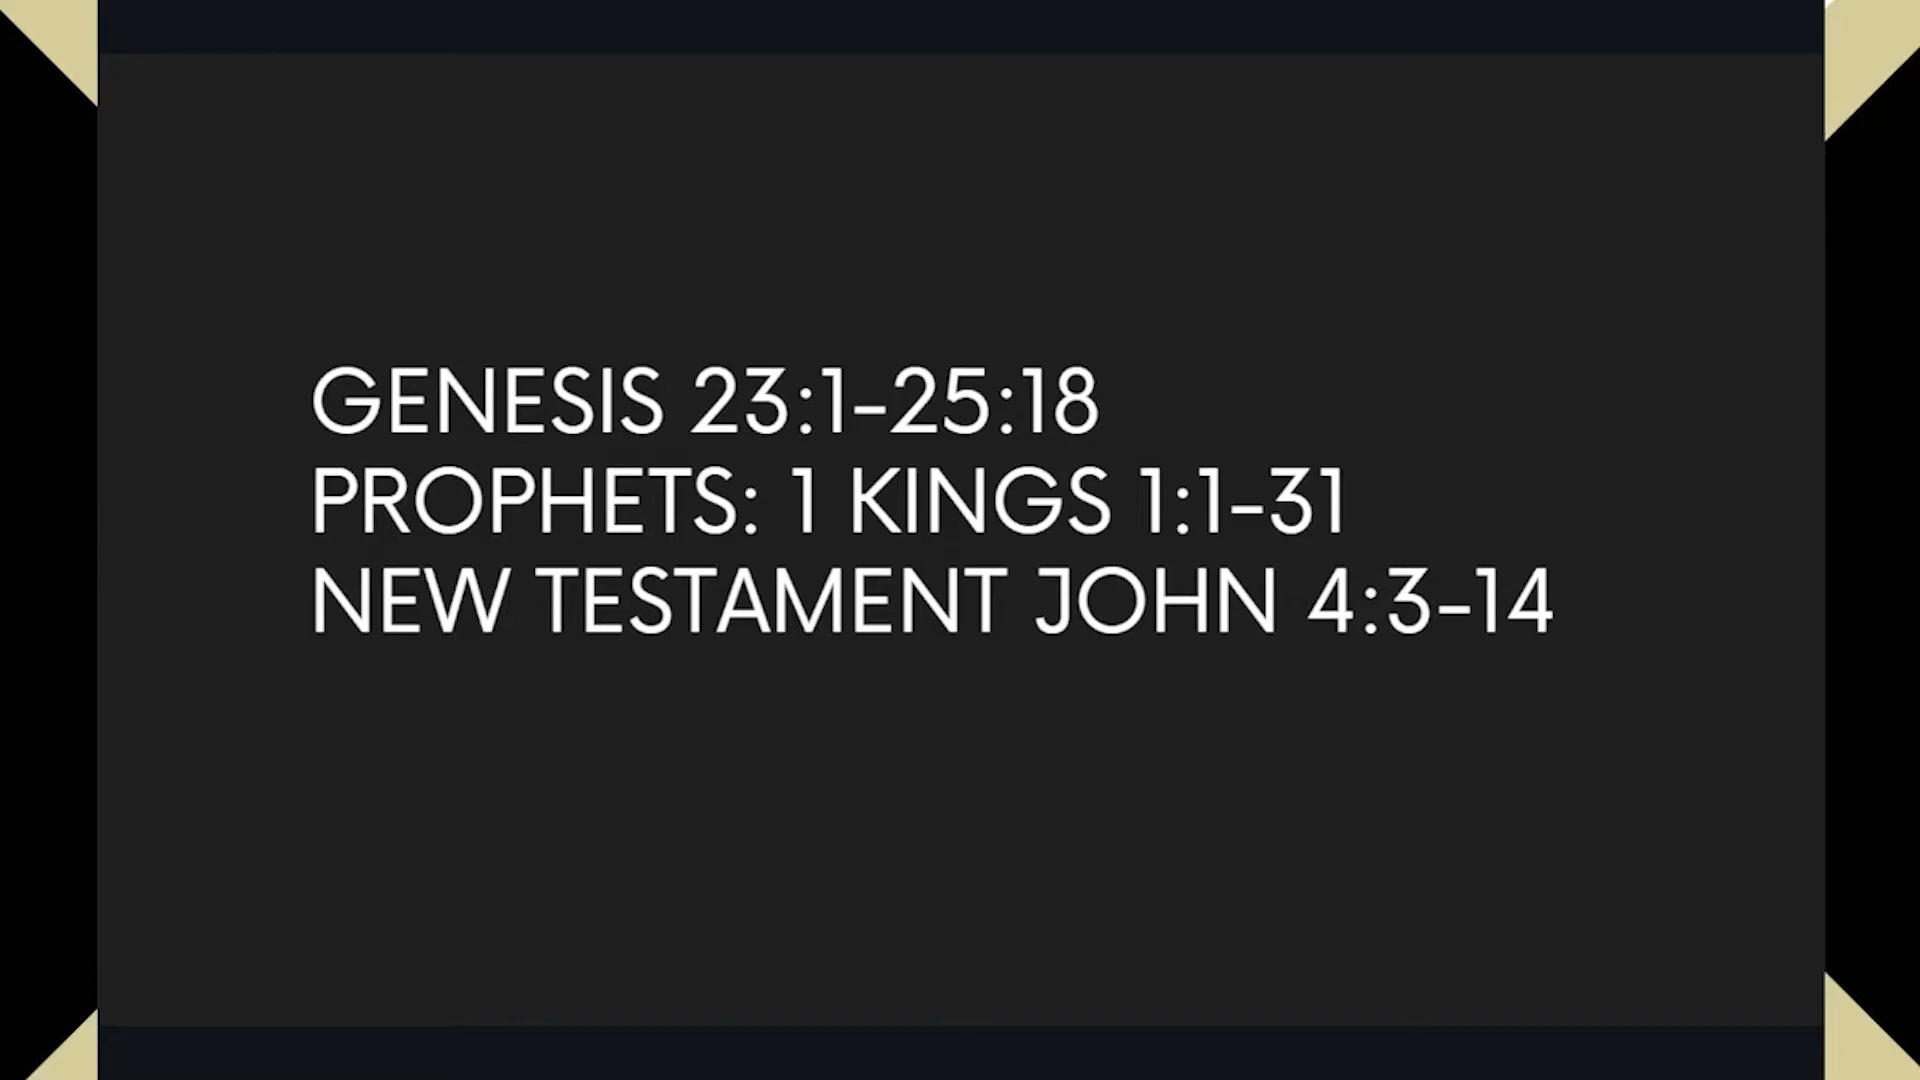 GENESIS 23:1-25:18
PROPHETS: 1 KINGS 1:1-31
NEW TESTAMENT JOHN 4:3-14